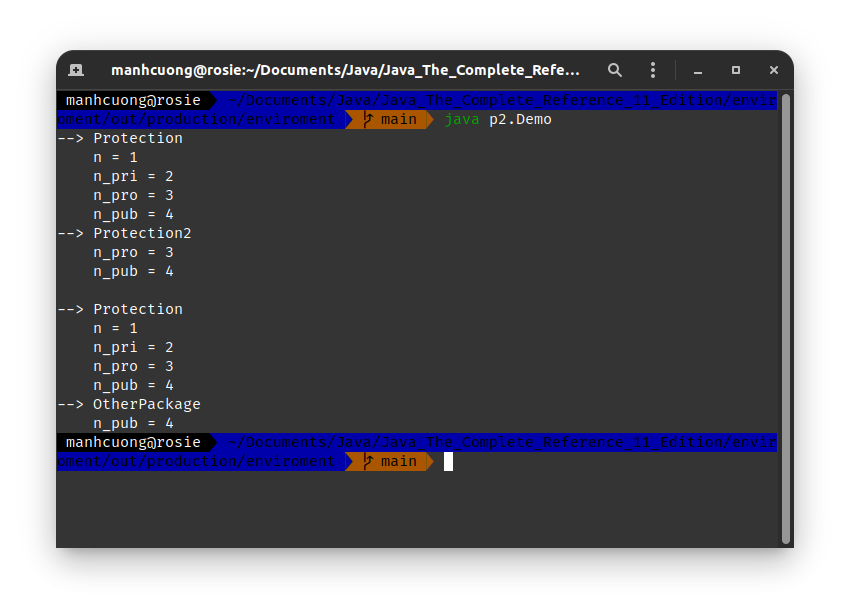 manhcuong@rosie:~/Documents/Java/Java_The_Complete_Refe...
manhcuong@rosie ~/Documents/Java/Java_The_Complete_Reference_11_Edition/envir
oment/out/production/enviroment main java p2.Demo
--> Protection
    n = 1
    n_pri = 2
    n_pro = 3
    n_pub = 4
--> Protection2
    n_pro = 3
    n_pub = 4

--> Protection
    n = 1
    n_pri = 2
    n_pro = 3
    n_pub = 4
--> OtherPackage
    n_pub = 4
manhcuong@rosie ~/Documents/Java/Java_The_Complete_Reference_11_Edition/envir
oment/out/production/enviroment main